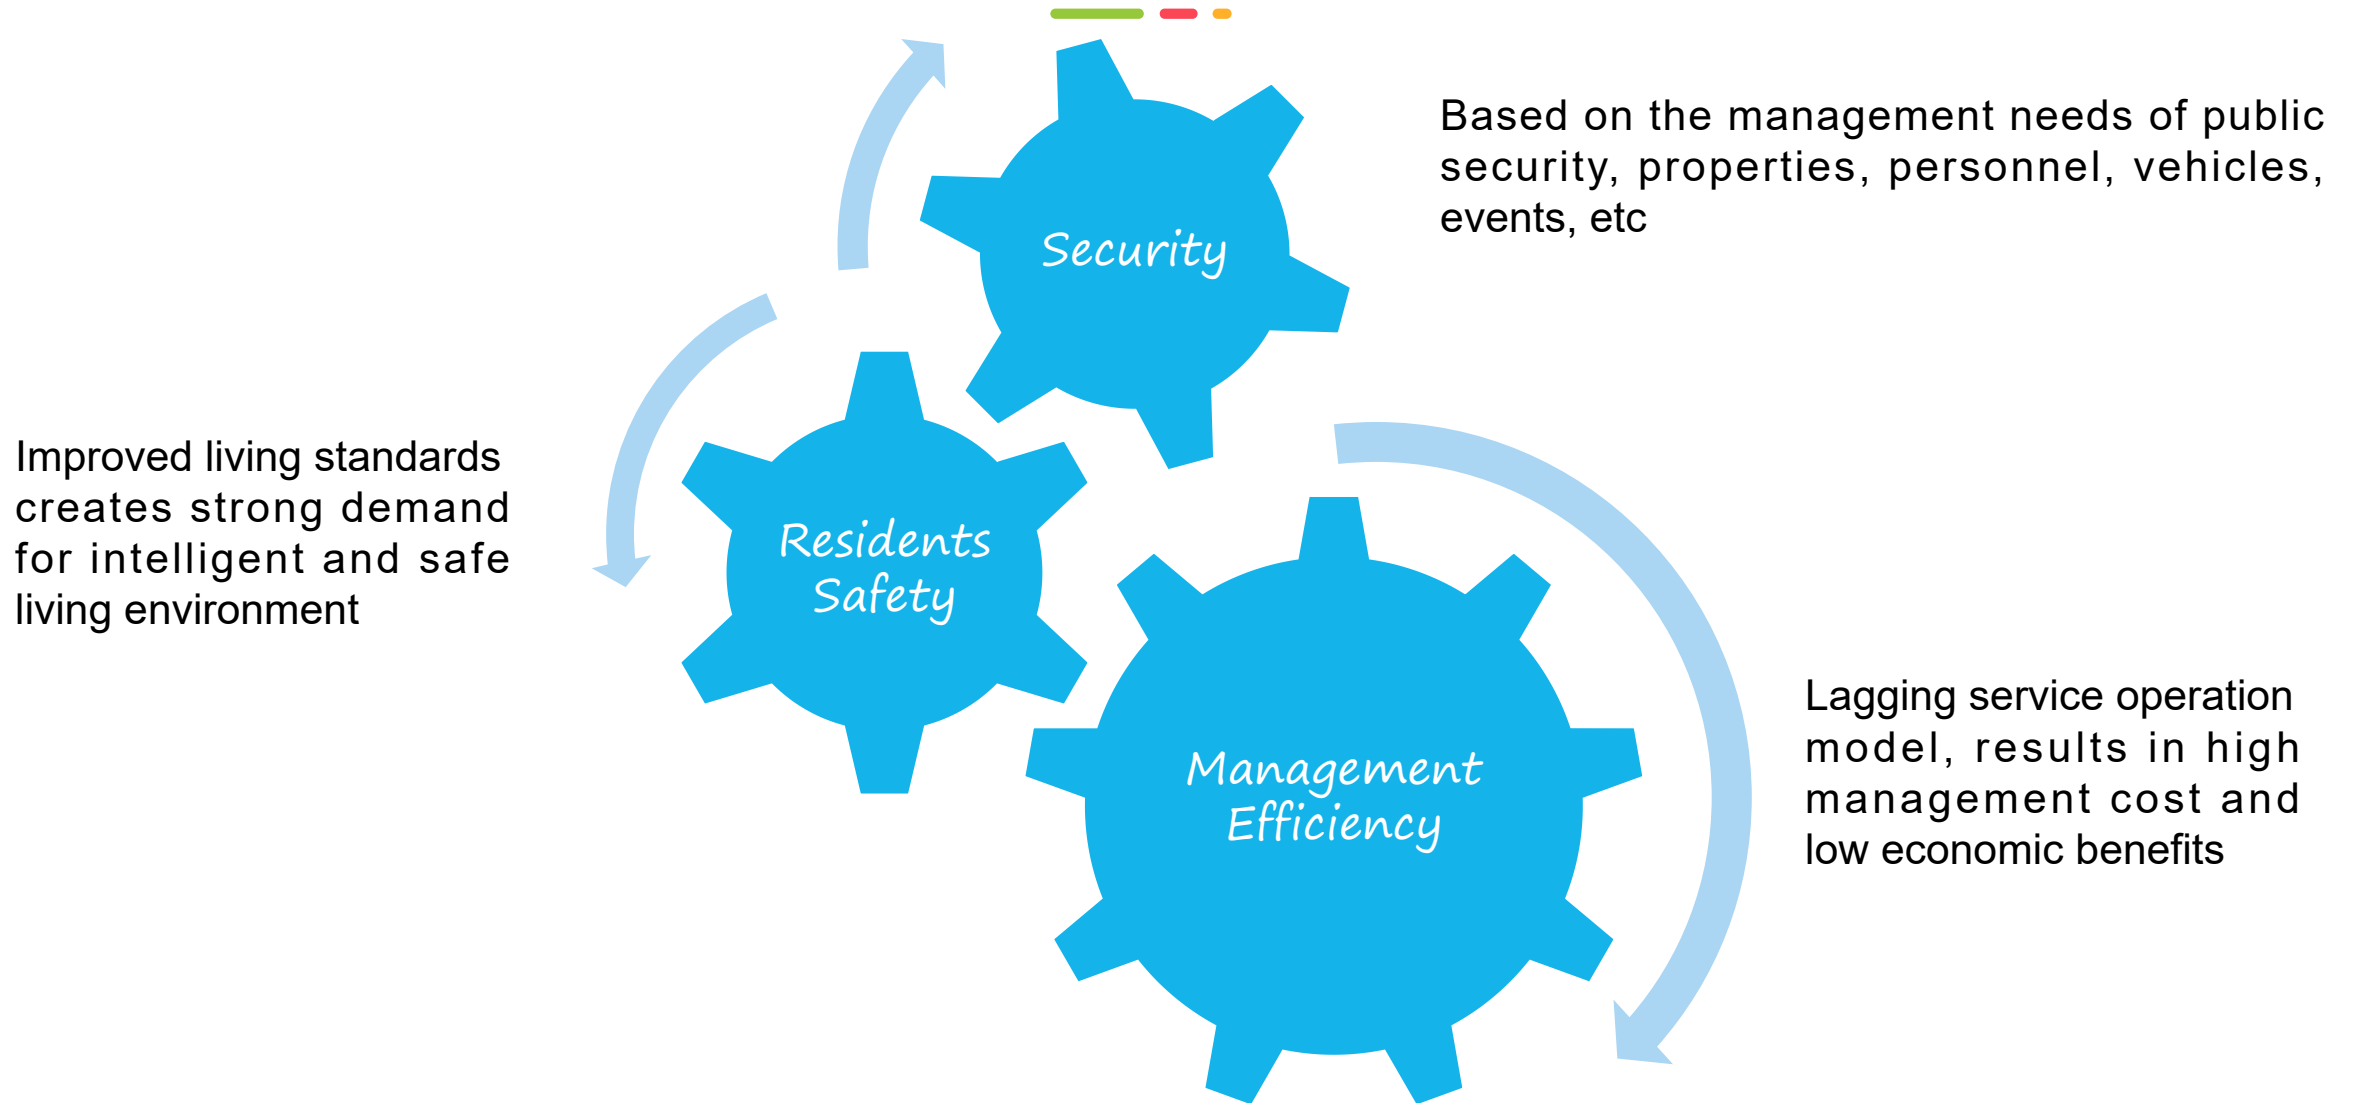 Based on the management needs of public
security, properties, personnel, vehicles,
events, etc
Security
Improved living standards
creates strong demand
for intelligent and safe
living environment
Residents
Safety
Management
Efficiency
Lagging service operation
model, results in high
management cost and
low economic benefits